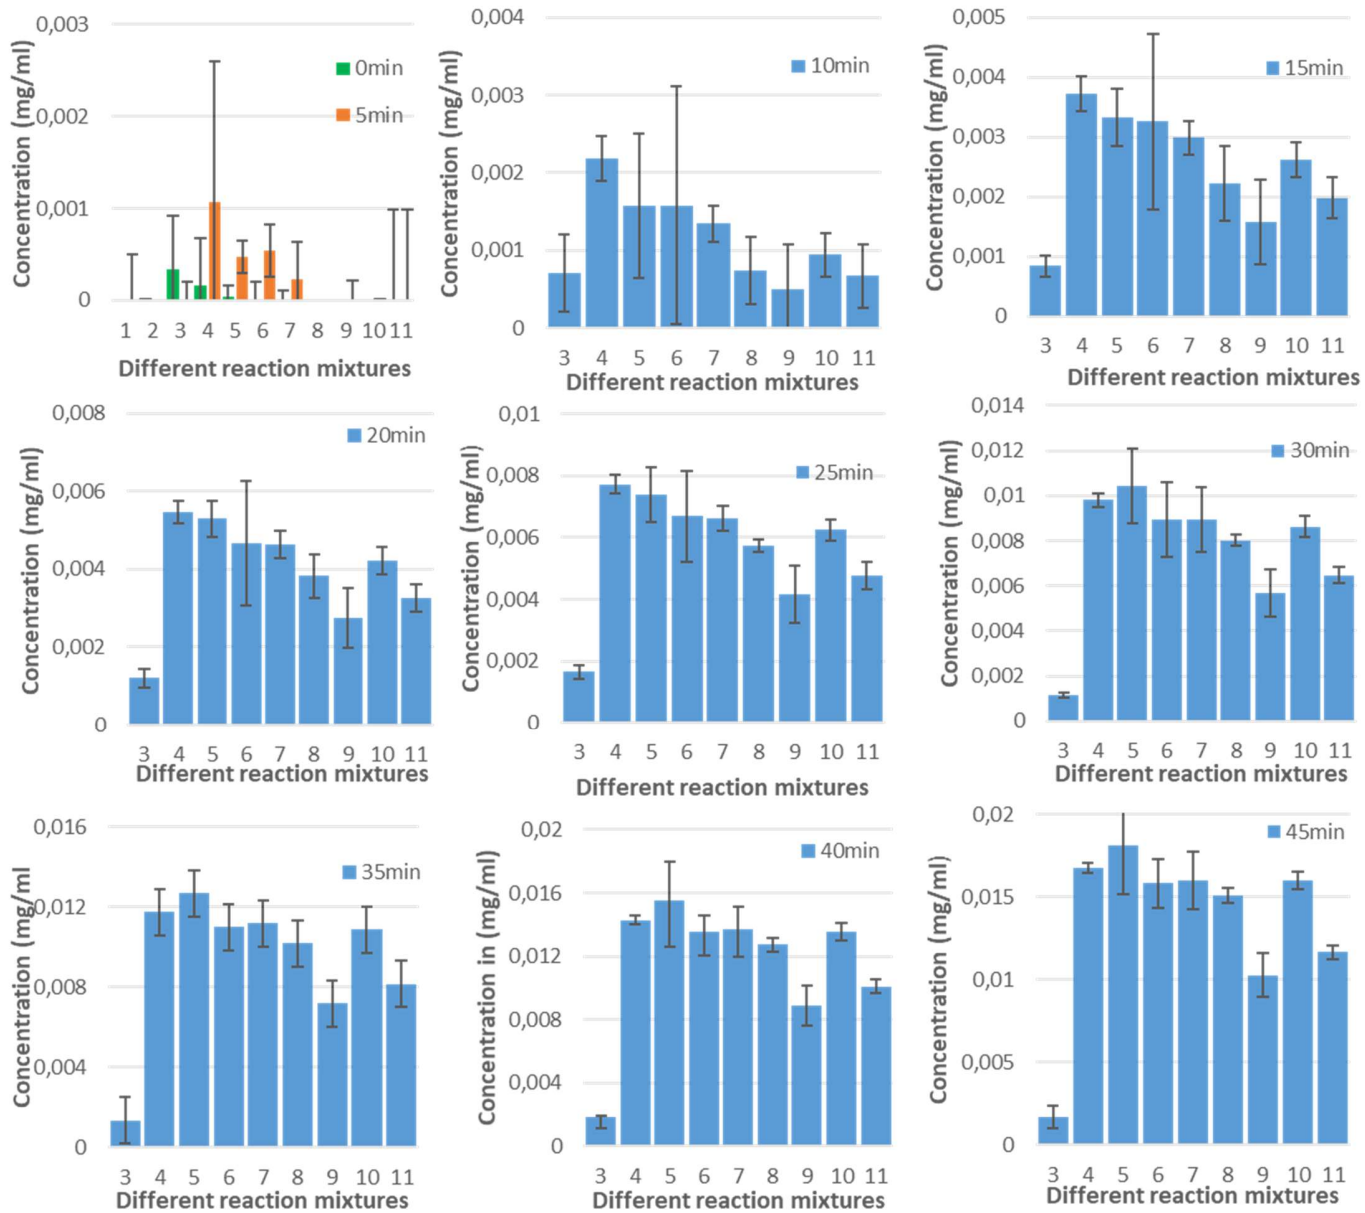 0,003
0,002
0,001
0
Concentration (mg/ml)
0min
5min
1 2 3 4 5 6 7 8 9 10 11
Different reaction mixtures
0,004
0,003
0,002
0,001
0
Concentration (mg/ml)
10min
3 4 5 6 7 8 9 10 11
Different reaction mixtures
0,005
0,004
0,003
0,002
0,001
0
Concentration (mg/ml)
15min
3 4 5 6 7 8 9 10 11
Different reaction mixtures
0,008
0,006
0,004
0,002
0
Concentration (mg/ml)
20min
3 4 5 6 7 8 9 10 11
Different reaction mixtures
0,01
0,008
0,006
0,004
0,002
0
Concentration (mg/ml)
25min
3 4 5 6 7 8 9 10 11
Different reaction mixtures
0,014
0,012
0,01
0,008
0,006
0,004
0,002
0
Concentration (mg/ml)
30min
3 4 5 6 7 8 9 10 11
Different reaction mixtures
0,016
0,012
0,008
0,004
0
Concentration (mg/ml
35min
3 4 5 6 7 8 9 10 11
Different reaction mixtures
0,02
0,016
0,012
0,008
0,004
0
Concentration in (mg/ml)
40min
3 4 5 6 7 8 9 10 11
Different reaction mixtures
0,02
0,015
0,01
0,005
0
Concentration (mg/ml)
45min
3 4 5 6 7 8 9 10 11
Different reaction mixtures